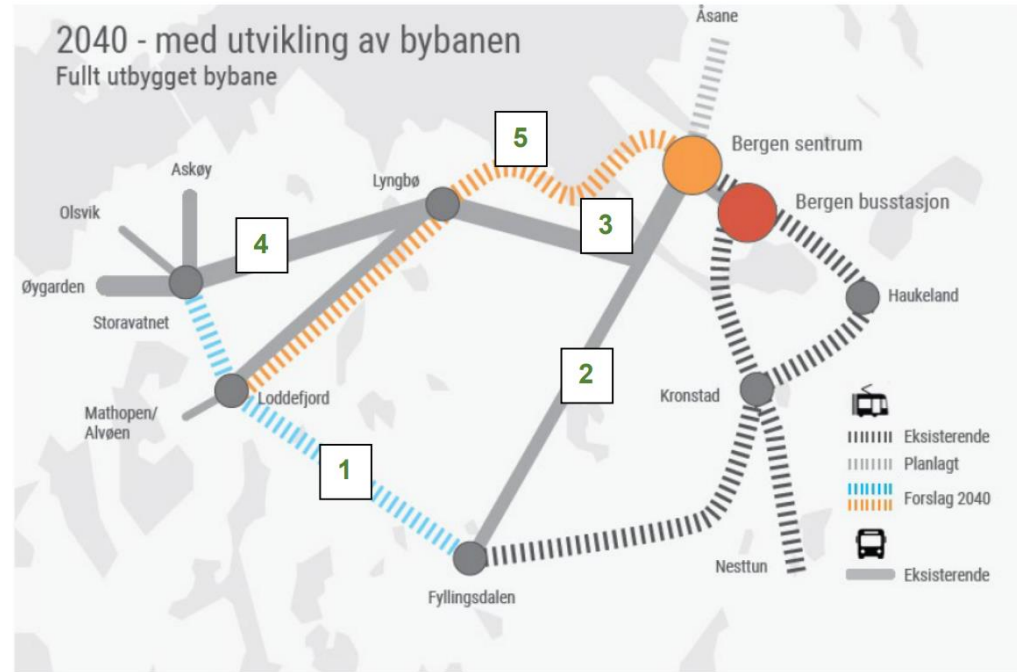 2040 - med utvikling av bybanen
Fullt utbygget bybane
Åsane
5
Bergen sentrum
Askøy
Lyngbø
Bergen busstasjon
Olsvik
3
4
Øygarden
Haukeland
Storavatnet
2
Loddefjord
Kronstad
Mathopen/
Alvøen
Eksisterende
1
Planlagt
Forslag 2040
Nesttun
Eksisterende
Fyllingsdalen